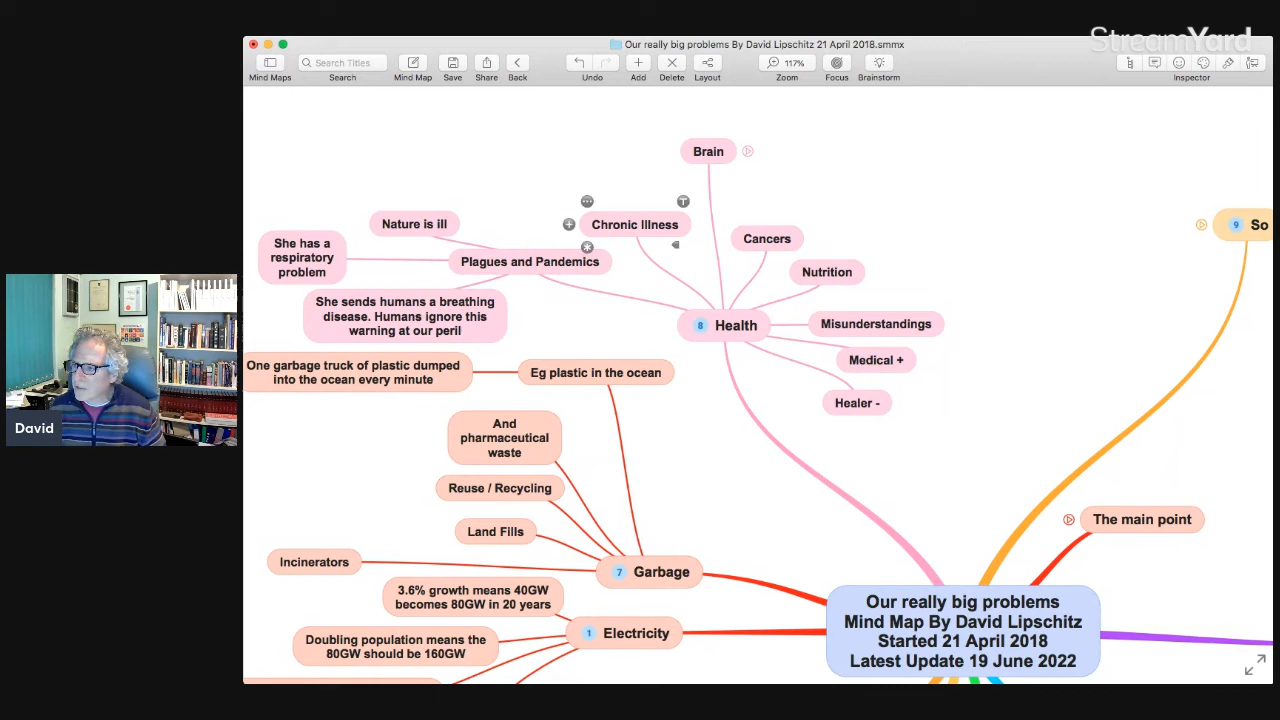 StreamYard
Our really big problems By David Lipschitz 21 April 2018.smmx
Search Titles
117%
Mind Maps
Search
Mind Map
Save
Share
Back
Undo
Add
Delete
Layout
Zoom
Focus
Brainstorm
Inspector
Brain
Nature is ill
Chronic Illness
She has a
respiratory
problem
Plagues and Pandemics
She sends humans a breathing
disease. Humans ignore this
warning at our peril
Cancers
Nutrition
8 Health
Misunderstandings
Medical +
Healer -
9 So
One garbage truck of plastic dumped
into the ocean every minute
Eg plastic in the ocean
And
pharmaceutical
waste
Reuse / Recycling
Land Fills
Incinerators
7 Garbage
3.6% growth means 40GW
becomes 80GW in 20 years
1 Electricity
Doubling population means the
80GW should be 160GW
The main point
Our really big problems
Mind Map By David Lipschitz
Started 21 April 2018
Latest Update 19 June 2022
David